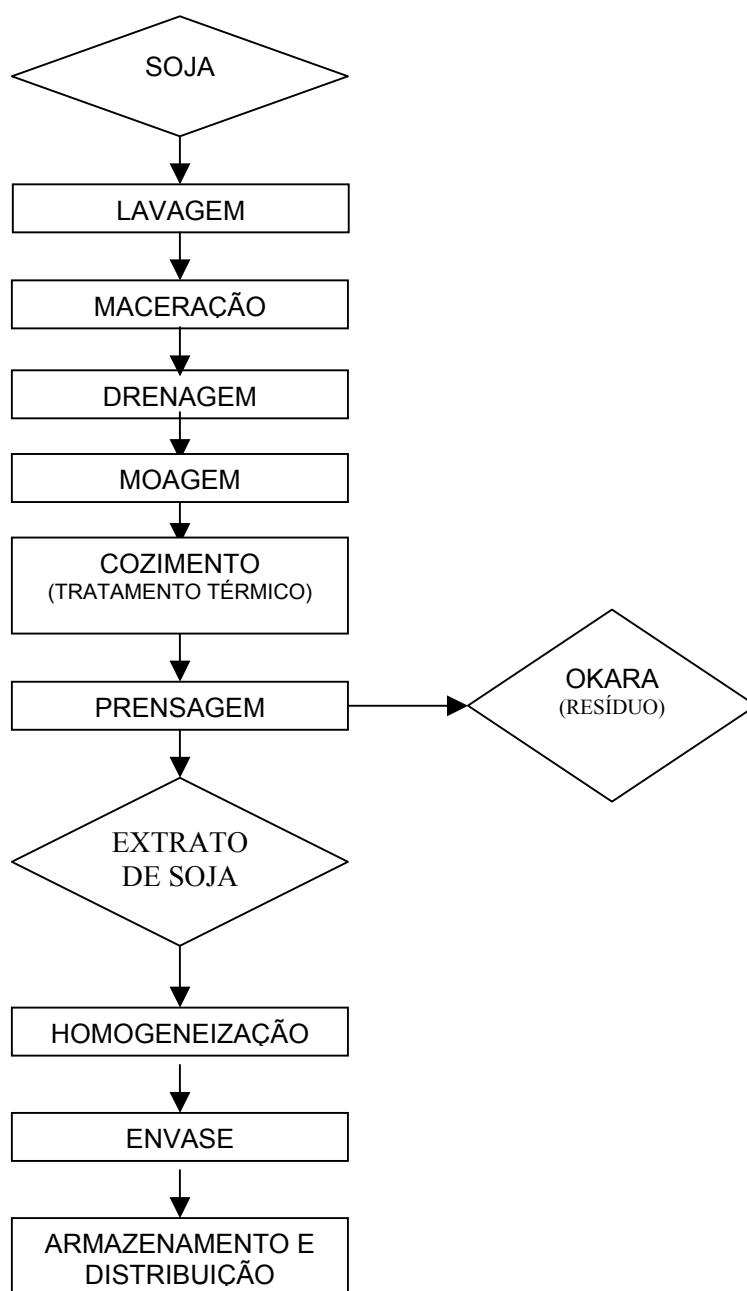 SOJA
LAVAGEM
MACERAÇÃO
DRENAGEM
MOAGEM
COZIMENTO
(TRATAMENTO TÉRMICO)
PRENSAGEM
OKARA
(RESÍDUO)
EXTRATO
DE SOJA
HOMOGENEIZAÇÃO
ENVASE
ARMAZENAMENTO E
DISTRIBUIÇÃO